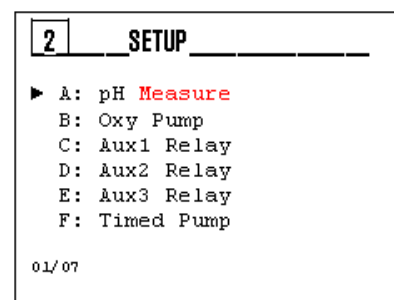 2 SETUP
► A: pH Measure
B: Oxy Pump
C: Aux1 Relay
D: Aux2 Relay
E: Aux3 Relay
F: Timed Pump
01/07